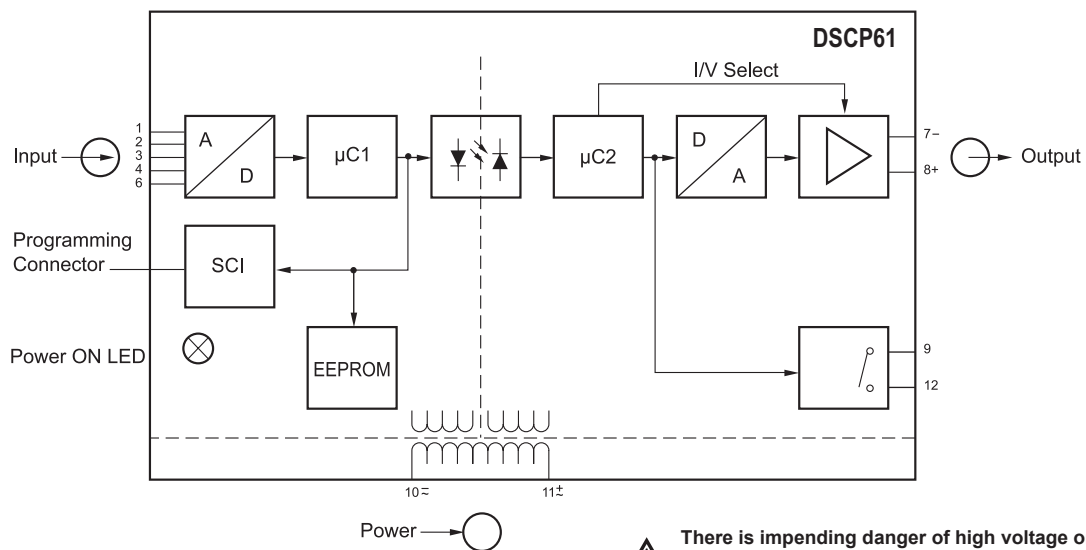 DSCP61
I/V Select
1
2
3
4
6
Input
A
D
µC1
µC2
D
A
7–
8+
Output
Programming
Connector
SCI
Power ON LED
EEPROM
9
12
10
11
Power
There is impending danger of high voltage o